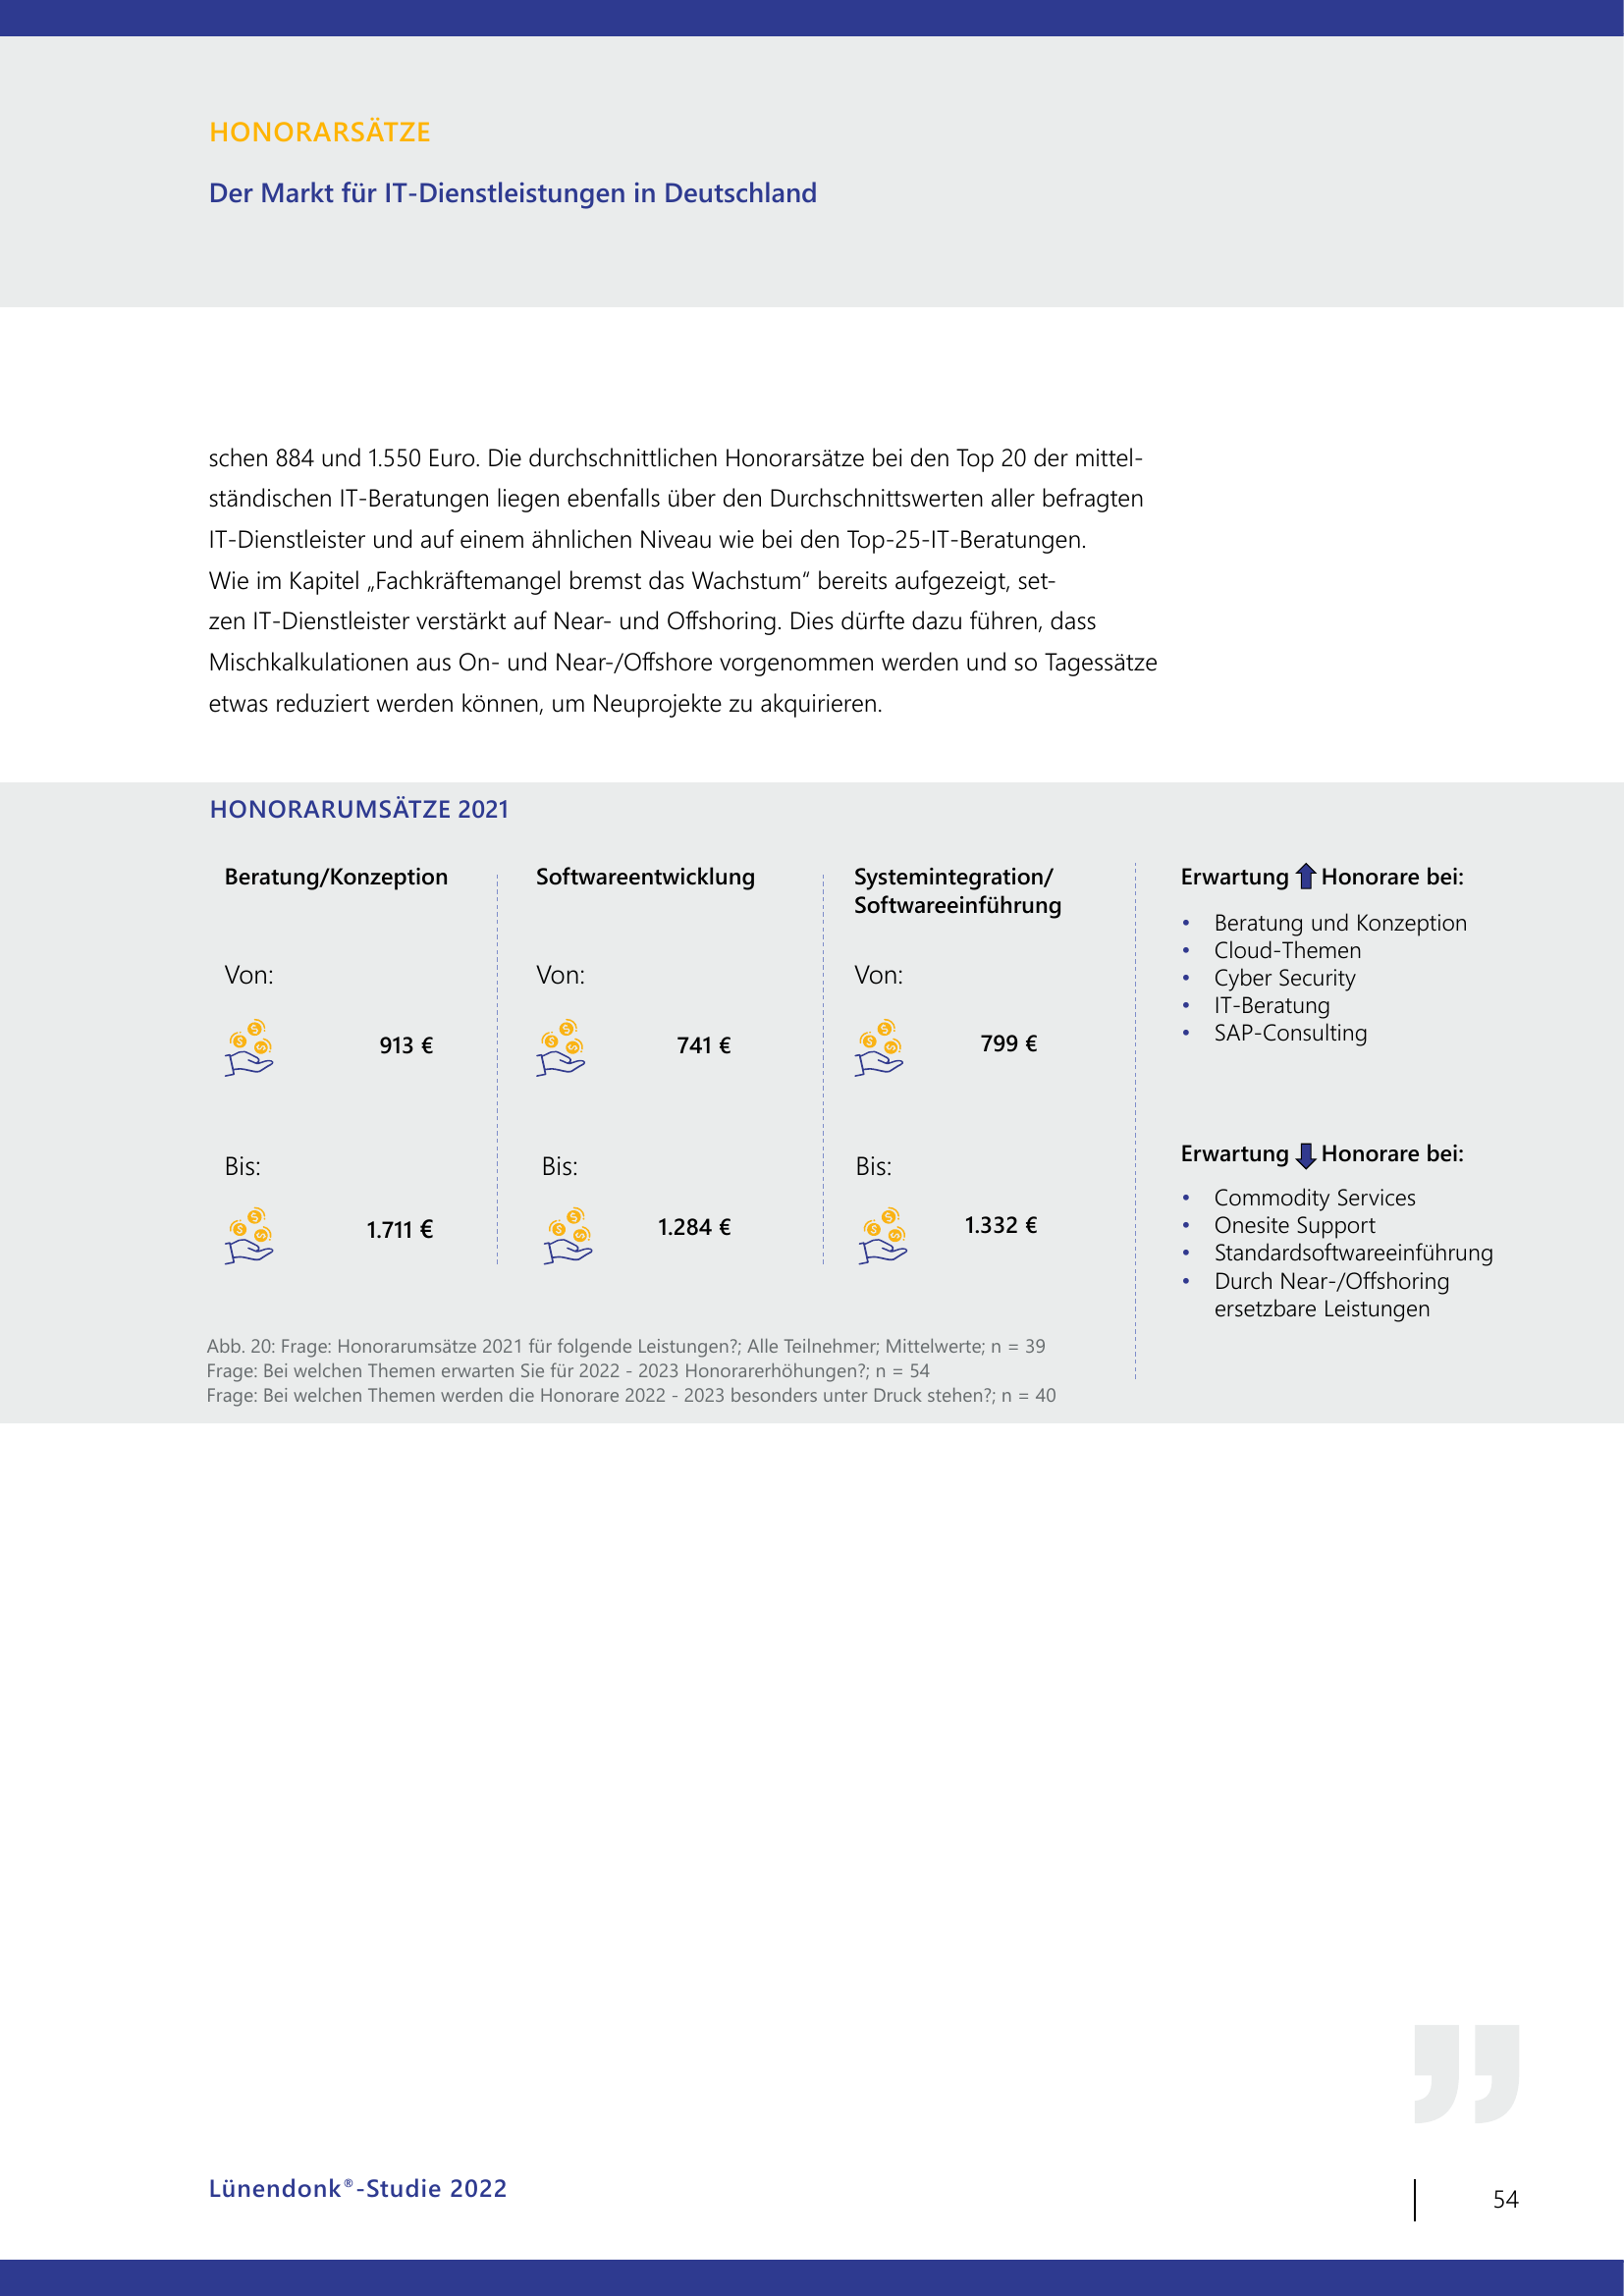 HONORARSÄTZE
Der Markt für IT-Dienstleistungen in Deutschland
schen 884 und 1.550 Euro. Die durchschnittlichen Honorarsätze bei den Top 20 der mittel-
ständischen IT-Beratungen liegen ebenfalls über den Durchschnittswerten aller befragten
IT-Dienstleister und auf einem ähnlichen Niveau wie bei den Top-25-IT-Beratungen.
Wie im Kapitel „Fachkräftemangel bremst das Wachstum“ bereits aufgezeigt, set-
zen IT-Dienstleister verstärkt auf Near- und Offshoring. Dies dürfte dazu führen, dass
Mischkalkulationen aus On- und Near-/Offshore vorgenommen werden und so Tagessätze
etwas reduziert werden können, um Neuprojekte zu akquirieren.
HONORARUMSÄTZE 2021
Beratung/Konzeption
Von:
913 €
Bis:
1.711 €
Softwareentwicklung
Von:
741 €
Bis:
1.284 €
Systemintegration/
Softwareeinführung
Von:
799 €
Bis:
1.332 €
Erwartung Honorare bei:
• Beratung und Konzeption
• Cloud-Themen
• Cyber Security
• IT-Beratung
• SAP-Consulting
Erwartung Honorare bei:
• Commodity Services
• Onesite Support
• Standardsoftwareeinführung
• Durch Near-/Offshoring
ersetzbare Leistungen
Abb. 20: Frage: Honorarumsätze 2021 für folgende Leistungen?; Alle Teilnehmer; Mittelwerte; n = 39
Frage: Bei welchen Themen erwarten Sie für 2022 - 2023 Honorarerhöhungen?; n = 54
Frage: Bei welchen Themen werden die Honorare 2022 - 2023 besonders unter Druck stehen?; n = 40
Lünendonk®-Studie 2022
54